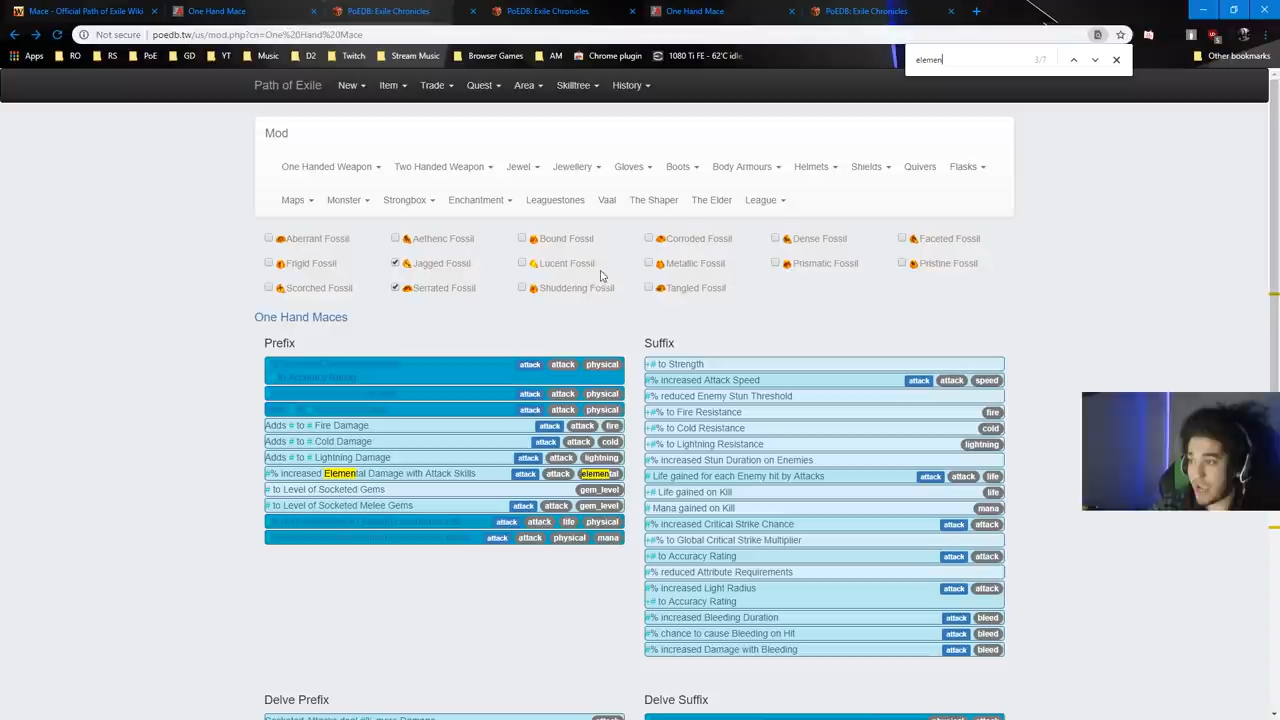 Mace - Official Path of Exile Wiki
One Hand Mace
PoEDB: Exile Chronicles
PoEDB: Exile Chronicles
One Hand Mace
PoEDB: Exile Chronicles
Not secure | poedb.tw/us/mod.php?cn=One%20Hand%20Mace
elemen 3/7
Apps RO RS PoE GD YT Music D2 Twitch Stream Music Browser Games AM Chrome plugin 1080 Ti FE - 62°C idle, Other bookmarks
Path of Exile New Item Trade Quest Area Skilltree History
Mod
One Handed Weapon Two Handed Weapon Jewel Jewellery Gloves Boots Body Armours Helmets Shields Quivers Flasks
Maps Monster Strongbox Enchantment Leaguestones Vaal The Shaper The Elder League
Aberrant Fossil Aetheric Fossil Bound Fossil Corroded Fossil Dense Fossil Faceted Fossil
Frigid Fossil Jagged Fossil Lucent Fossil Metallic Fossil Prismatic Fossil Pristine Fossil
Scorched Fossil Serrated Fossil Shuddering Fossil Tangled Fossil
One Hand Maces
Prefix
attack attack physical
to Accuracy Rating
attack attack physical
attack attack physical
Adds # to # Fire Damage attack attack fire
Adds # to # Cold Damage attack attack cold
Adds # to # Lightning Damage attack attack lightning
#% increased Elemental Damage with Attack Skills attack attack elemental
# to Level of Socketed Gems gem_level
# to Level of Socketed Melee Gems attack attack gem_level
attack attack life physical
attack attack physical mana
Suffix
+# to Strength
#% increased Attack Speed attack attack speed
#% reduced Enemy Stun Threshold
+#% to Fire Resistance fire
+#% to Cold Resistance cold
+#% to Lightning Resistance lightning
#% increased Stun Duration on Enemies
# Life gained for each Enemy hit by Attacks attack attack life
+# Life gained on Kill life
# Mana gained on Kill mana
#% increased Critical Strike Chance attack attack
+#% to Global Critical Strike Multiplier
+# to Accuracy Rating attack attack
#% reduced Attribute Requirements
#% increased Light Radius attack attack
+# to Accuracy Rating
#% increased Bleeding Duration attack bleed
#% chance to cause Bleeding on Hit attack bleed
#% increased Damage with Bleeding attack bleed
Delve Prefix
Socketed Attacks deal #% more Damage attack
Delve Suffix
physical attack